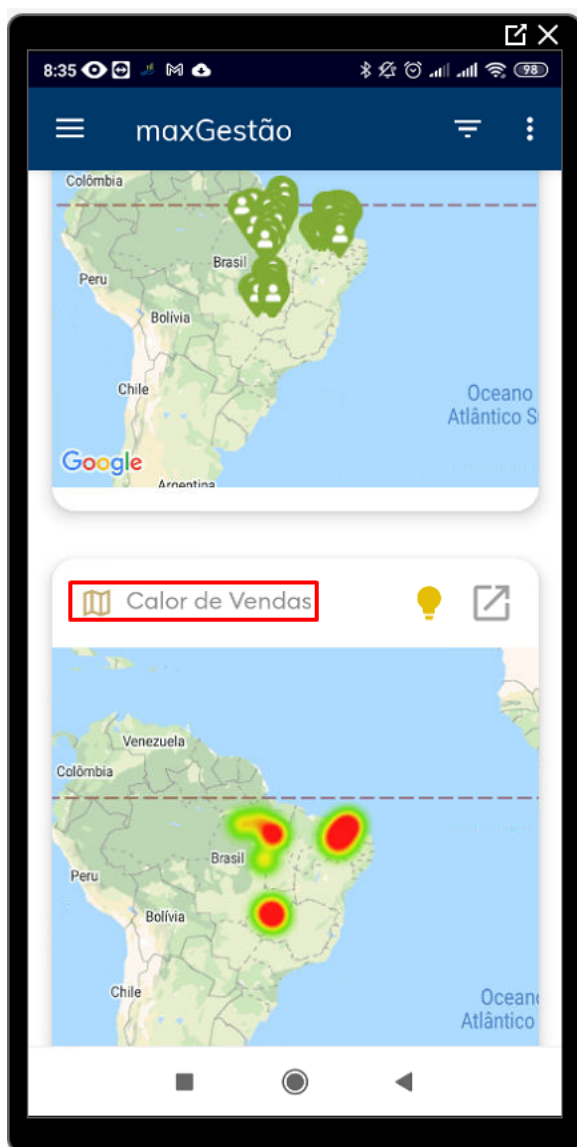 8:35
98
maxGestão
Colômbia
Brasil
Peru
Bolívia
Chile
Oceano
Atlântico S
Google
Argentina
Calor de Vendas
Venezuela
Colômbia
Brasil
Peru
Bolívia
Chile
Ocean
Atlântico